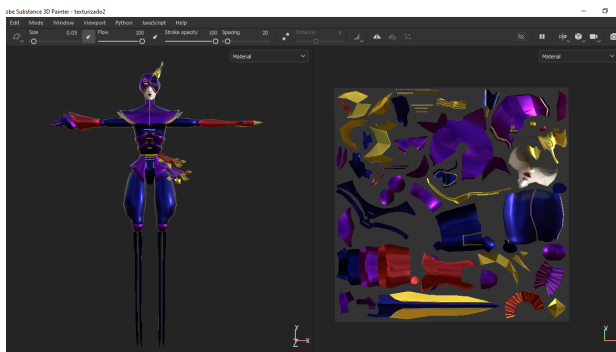 obe Substance 3D Painter - texturizado2
Edit Mode Window Viewport Python JavaScript Help
Size 0.05 Flow 100 Stroke opacity 100 Spacing 20 Distance 8
Material Material
Y
Z X
Y